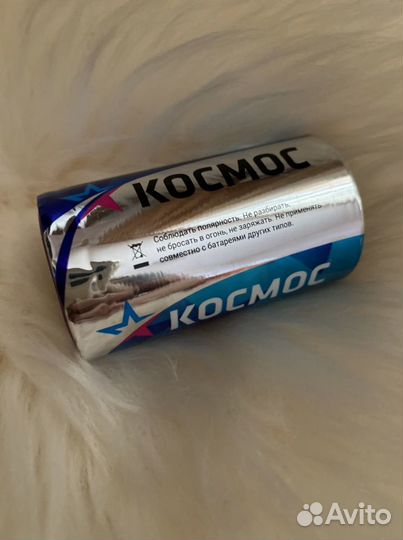 КОСМОС
Соблюдать полярность. Не разбирать,
не бросать в огонь, не заряжать. Не применять
совместно с батареями других типов.
КОСМОС
Avito